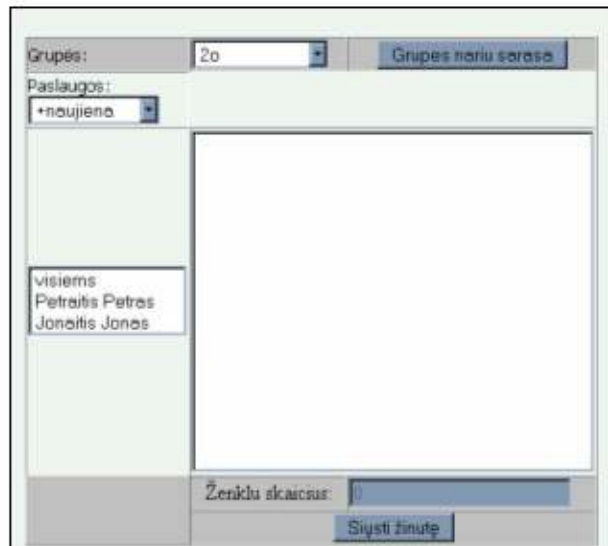 Grupės: 2o Grupes nariu sarasa
Paslaugos:
+naujiena
visiems
Petraitis Petras
Jonaitis Jonas
Ženklu skaicius: 0
Siųsti žinutę